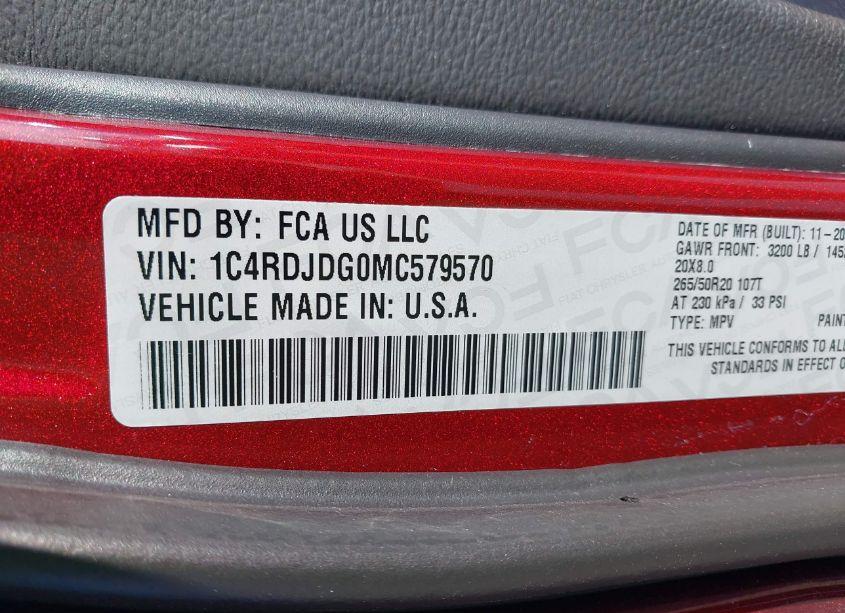 MFD BY: FCA US LLC
VIN: 1C4RDJDG0MC579570
VEHICLE MADE IN: U.S.A.
DATE OF MFR (BUILT): 11-20
GAWR FRONT: 3200 LB / 145
20X8.0
265/50R20 107T
AT 230 kPa / 33 PSI
TYPE: MPV PAIN
THIS VEHICLE CONFORMS TO AL
STANDARDS IN EFFECT O